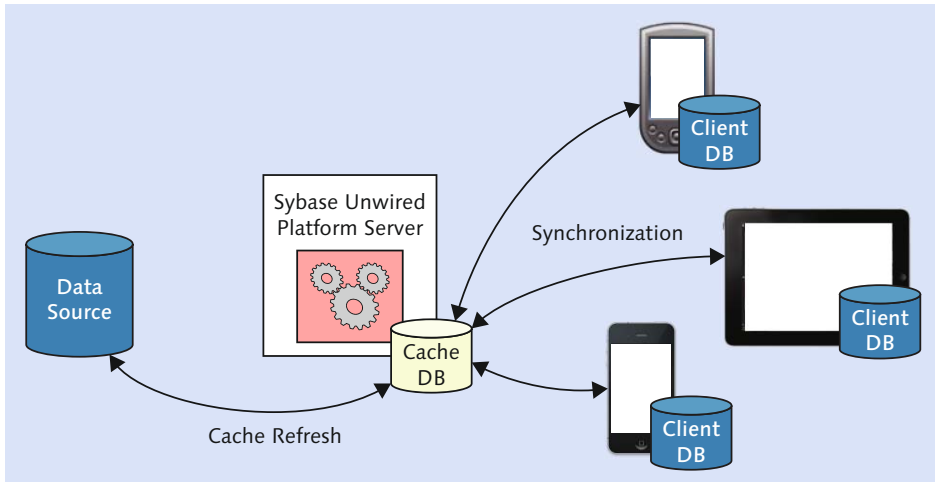 Client
DB
Sybase Unwired
Platform Server
Synchronization
Data
Source
Client
DB
Cache
DB
Client
DB
Cache Refresh